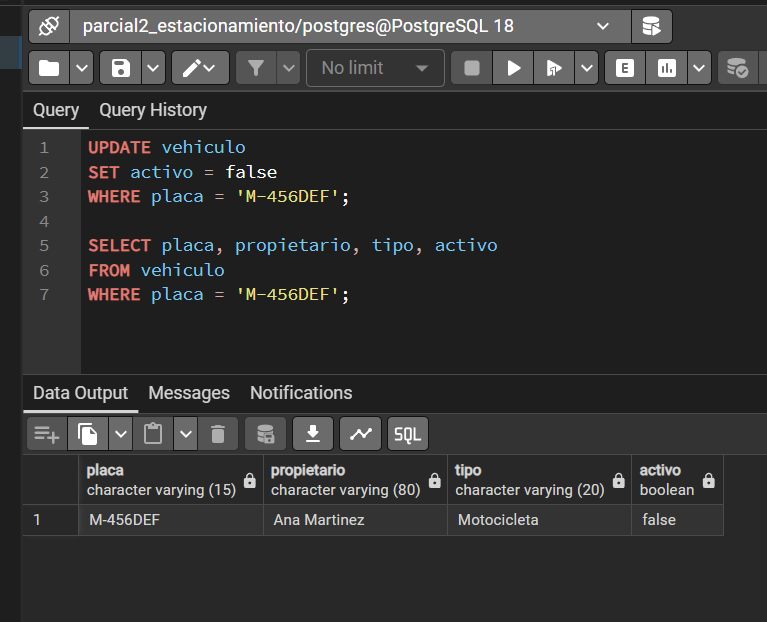 parcial2_estacionamiento/postgres@PostgreSQL 18
No limit
E
Query Query History
1 UPDATE vehiculo
2 SET activo = false
3 WHERE placa = 'M-456DEF';
4
5 SELECT placa, propietario, tipo, activo
6 FROM vehiculo
7 WHERE placa = 'M-456DEF';
Data Output Messages Notifications
SQL
placa propietario tipo activo
character varying (15) character varying (80) character varying (20) boolean
1 M-456DEF Ana Martinez Motocicleta false